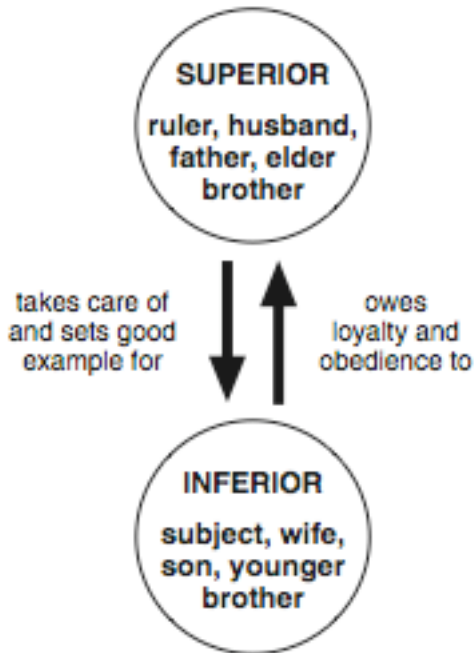 SUPERIOR
ruler, husband,
father, elder
brother
takes care of
and sets good
example for
owes
loyalty and
obedience to
INFERIOR
subject, wife,
son, younger
brother